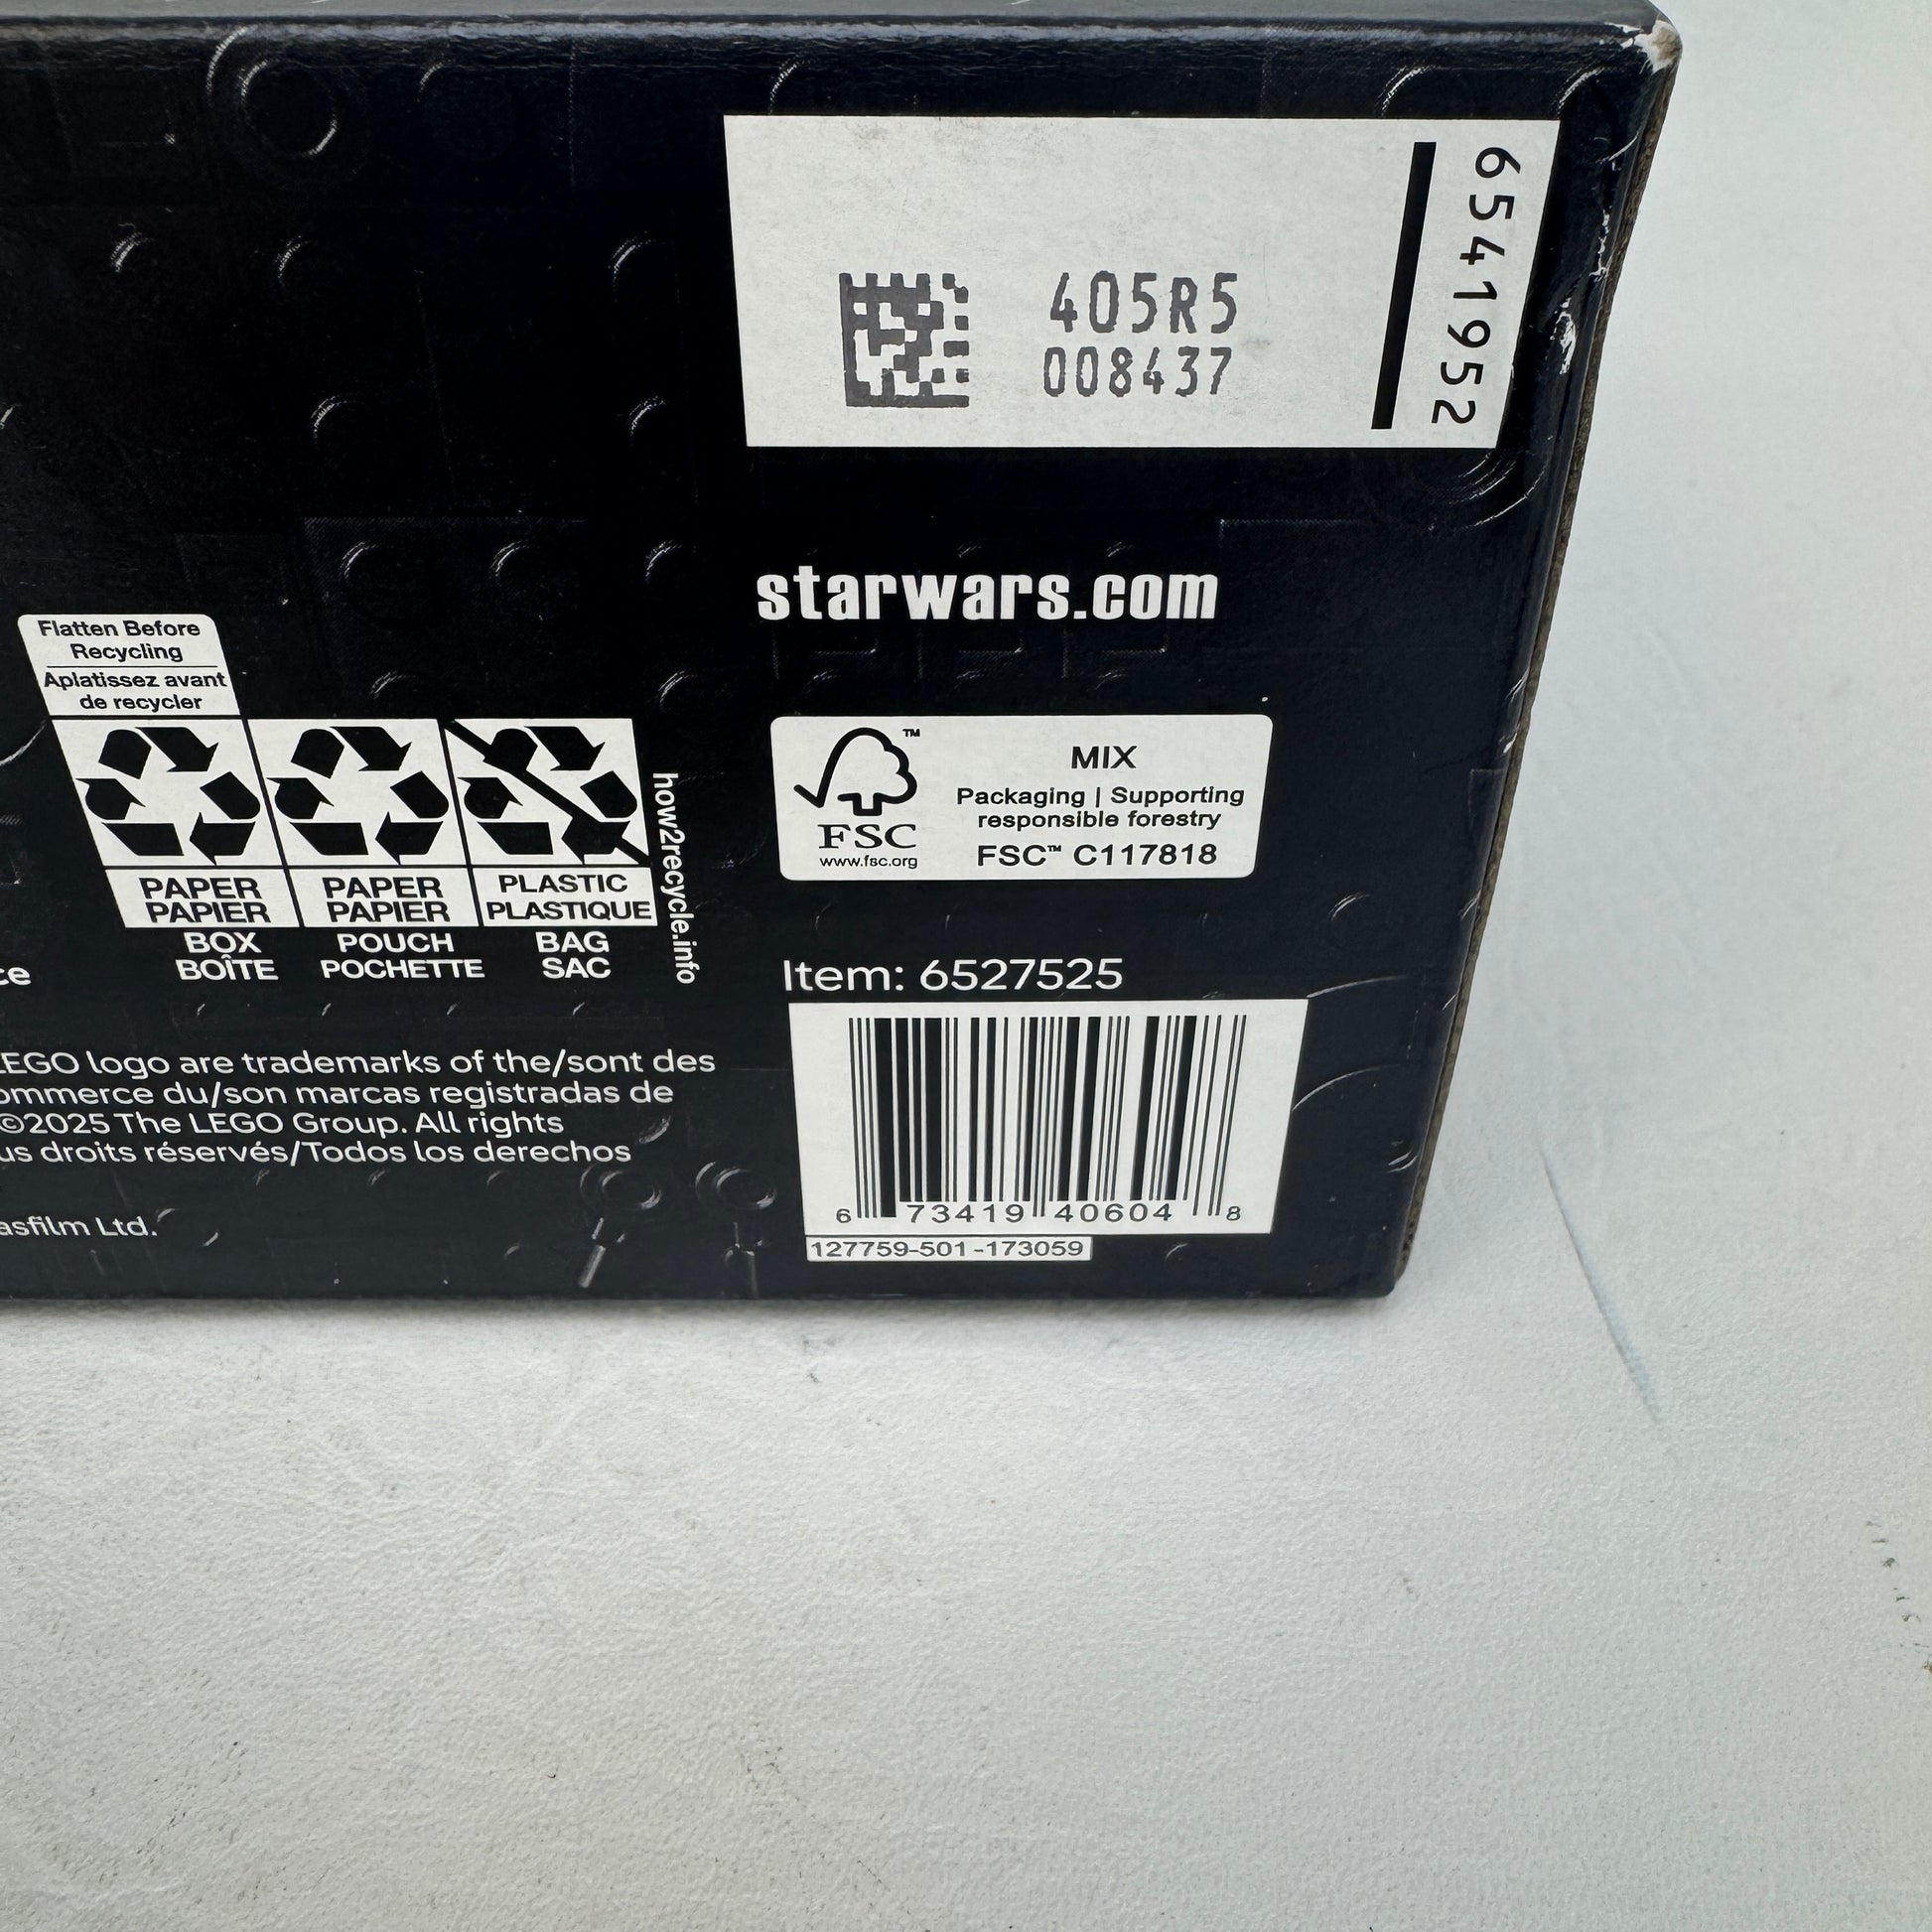 6541952
405R5
008437
starwars.com
Flatten Before
Recycling
Aplatissez avant
de recycler
PAPER
PAPIER
BOX
BOÎTE
PAPER
PAPIER
POUCH
POCHETTE
PLASTIC
PLASTIQUE
BAG
SAC
how2recycle.info
™
FSC
www.fsc.org
MIX
Packaging | Supporting
responsible forestry
FSC™ C117818
Item: 6527525
6 73419 40604 8
127759-501-173059
LEGO logo are trademarks of the/sont des
ommerce du/son marcas registradas de
©2025 The LEGO Group. All rights
us droits réservés/Todos los derechos
asfilm Ltd.